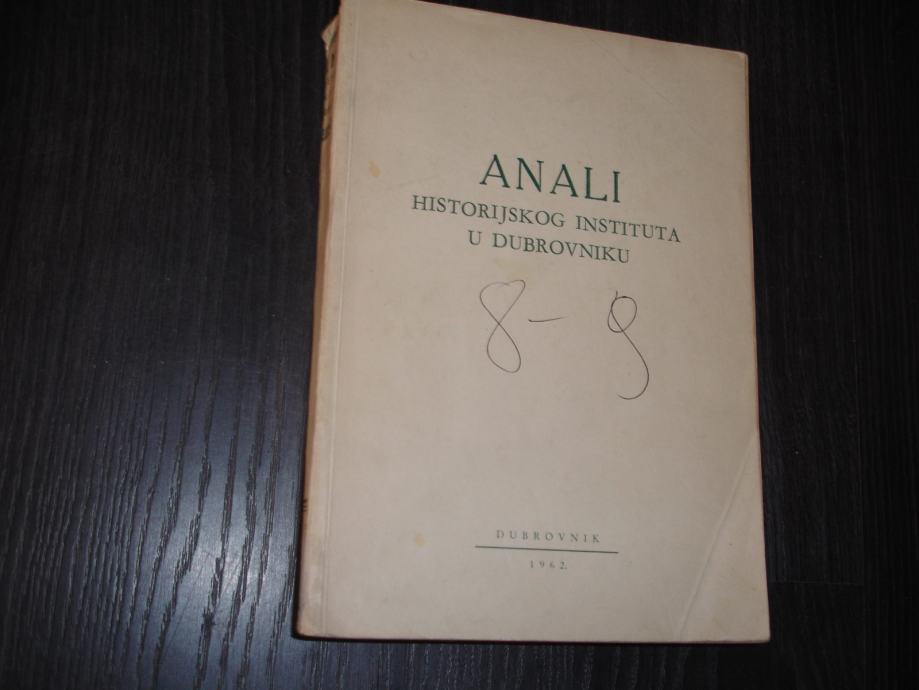 ANALI
HISTORIJSKOG INSTITUTA
U DUBROVNIKU
8 – 9
DUBROVNIK
1962.